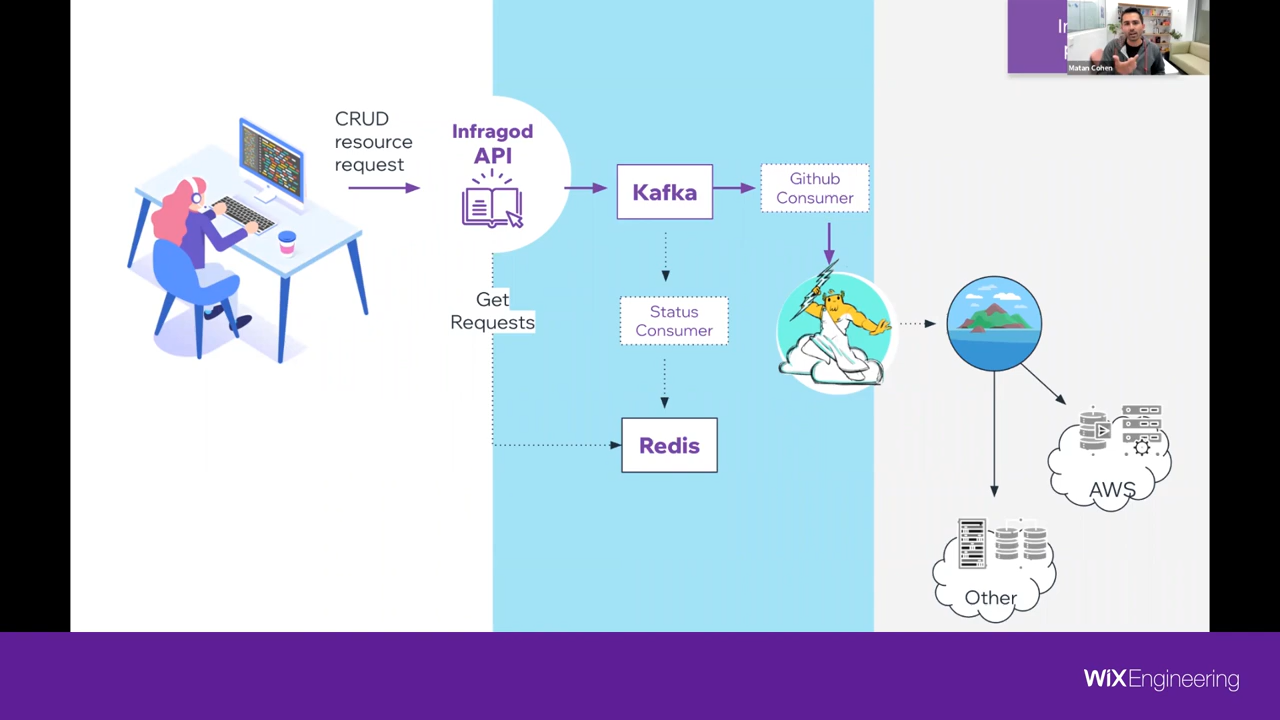 CRUD
resource
request
Infragod
API
Kafka
Github
Consumer
Get
Requests
Status
Consumer
Redis
AWS
Other
Matan Cohen
WiXEngineering